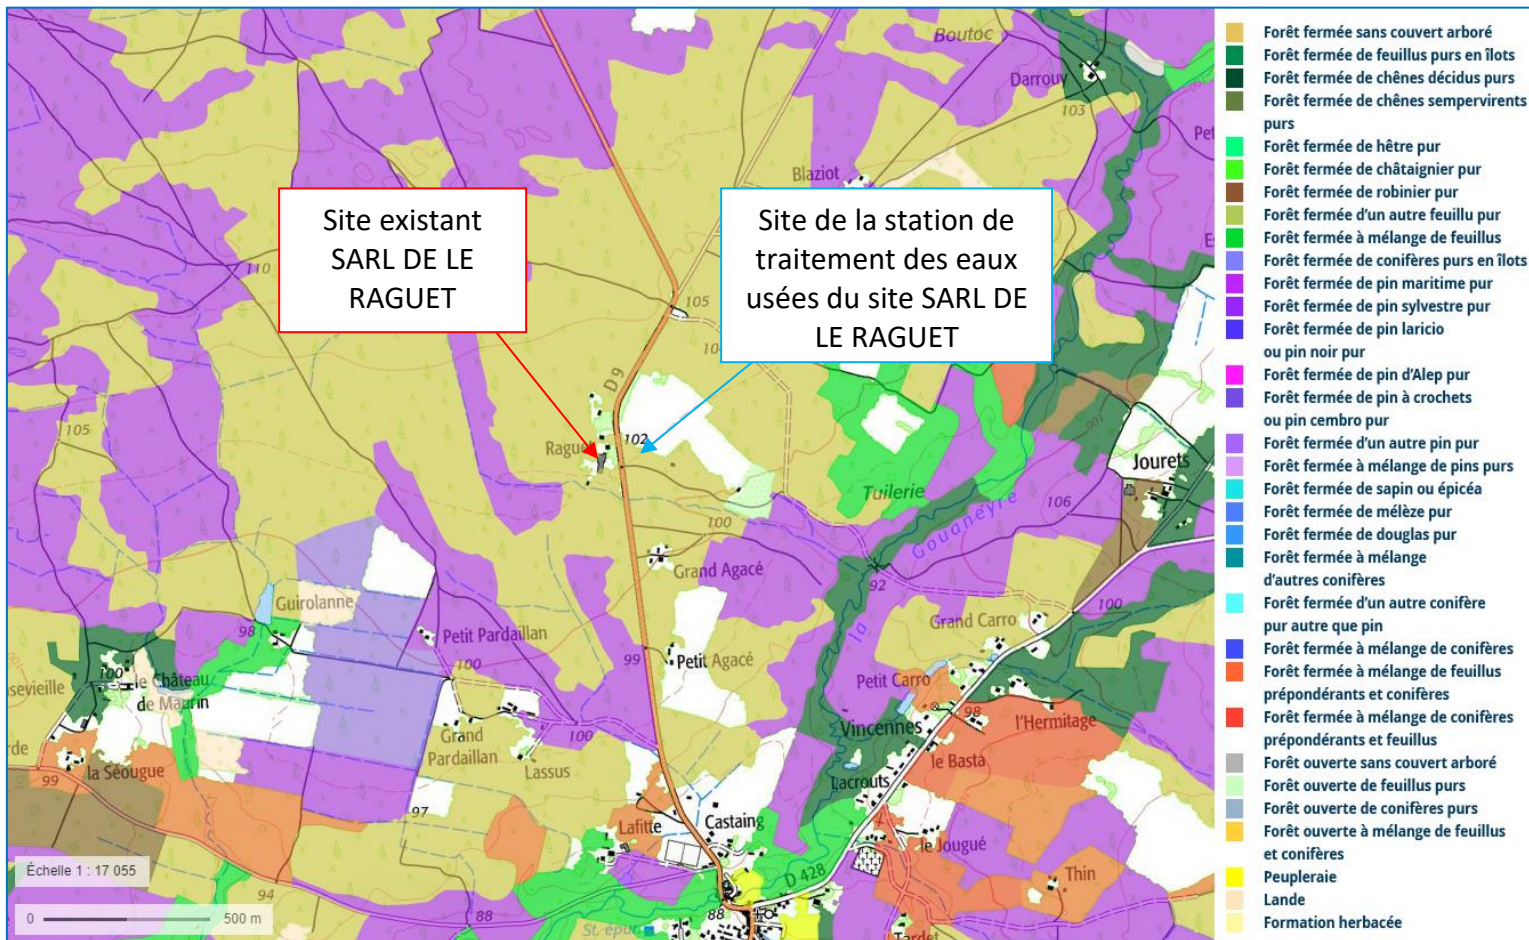 Boutoc
Darrouy
103
Blaziot
110
Site existant
SARL DE LE
RAGUET
Site de la station de
traitement des eaux
usées du site SARL DE
LE RAGUET
105
D 9
102
105
Jourets
Tuilerie
106
Gouaneyre
la
100
92
100
Grand Agacé
Grand Carro
Guirolanne
98
Petit Pardaillan
100
99
Petit Agacé
Petit Carro
100
le Château
de Maurin
Vincennes
98
l'Hermitage
Grand
Pardaillan
100
Lassus
le Basta
la Séougue
99
97
Lacrouts
Lafitte
Castaing
le Jougué
Thin
D 428
94
88
88
Tardet
Échelle 1 : 17 055
0 500 m
Forêt fermée sans couvert arboré
Forêt fermée de feuillus purs en îlots
Forêt fermée de chênes décidus purs
Forêt fermée de chênes sempervirents
purs
Forêt fermée de hêtre pur
Forêt fermée de châtaignier pur
Forêt fermée de robinier pur
Forêt fermée d'un autre feuillu pur
Forêt fermée à mélange de feuillus
Forêt fermée de conifères purs en îlots
Forêt fermée de pin maritime pur
Forêt fermée de pin sylvestre pur
Forêt fermée de pin laricio
ou pin noir pur
Forêt fermée de pin d'Alep pur
Forêt fermée de pin à crochets
ou pin cembro pur
Forêt fermée d'un autre pin pur
Forêt fermée à mélange de pins purs
Forêt fermée de sapin ou épicéa
Forêt fermée de mélèze pur
Forêt fermée de douglas pur
Forêt fermée à mélange
d'autres conifères
Forêt fermée d'un autre conifère
pur autre que pin
Forêt fermée à mélange de conifères
Forêt fermée à mélange de feuillus
prépondérants et conifères
Forêt fermée à mélange de conifères
prépondérants et feuillus
Forêt ouverte sans couvert arboré
Forêt ouverte de feuillus purs
Forêt ouverte de conifères purs
Forêt ouverte à mélange de feuillus
et conifères
Peupleraie
Lande
Formation herbacée